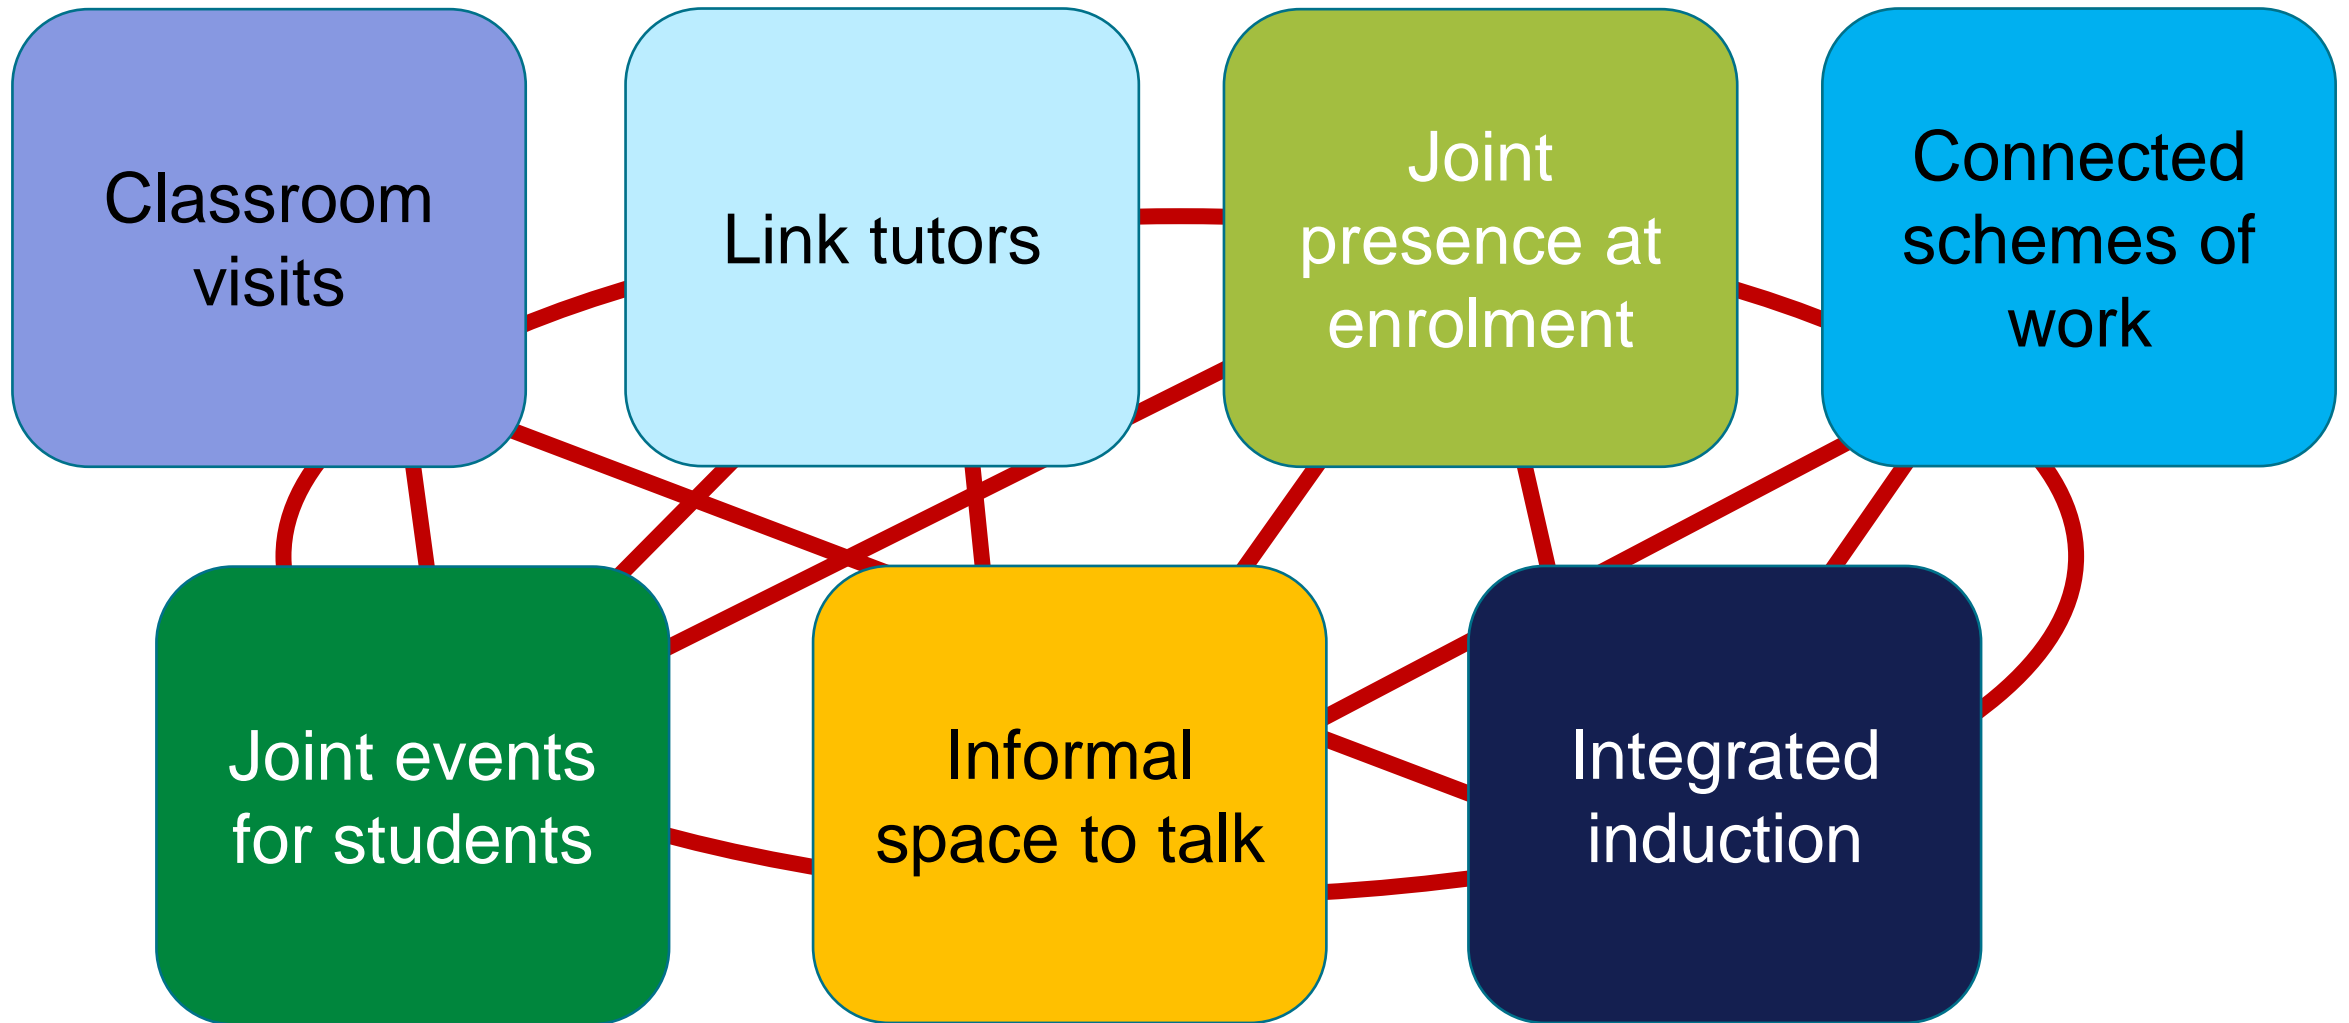 Classroom
visits
Link tutors
Joint
presence at
enrolment
Connected
schemes of
work
Joint events
for students
Informal
space to talk
Integrated
induction